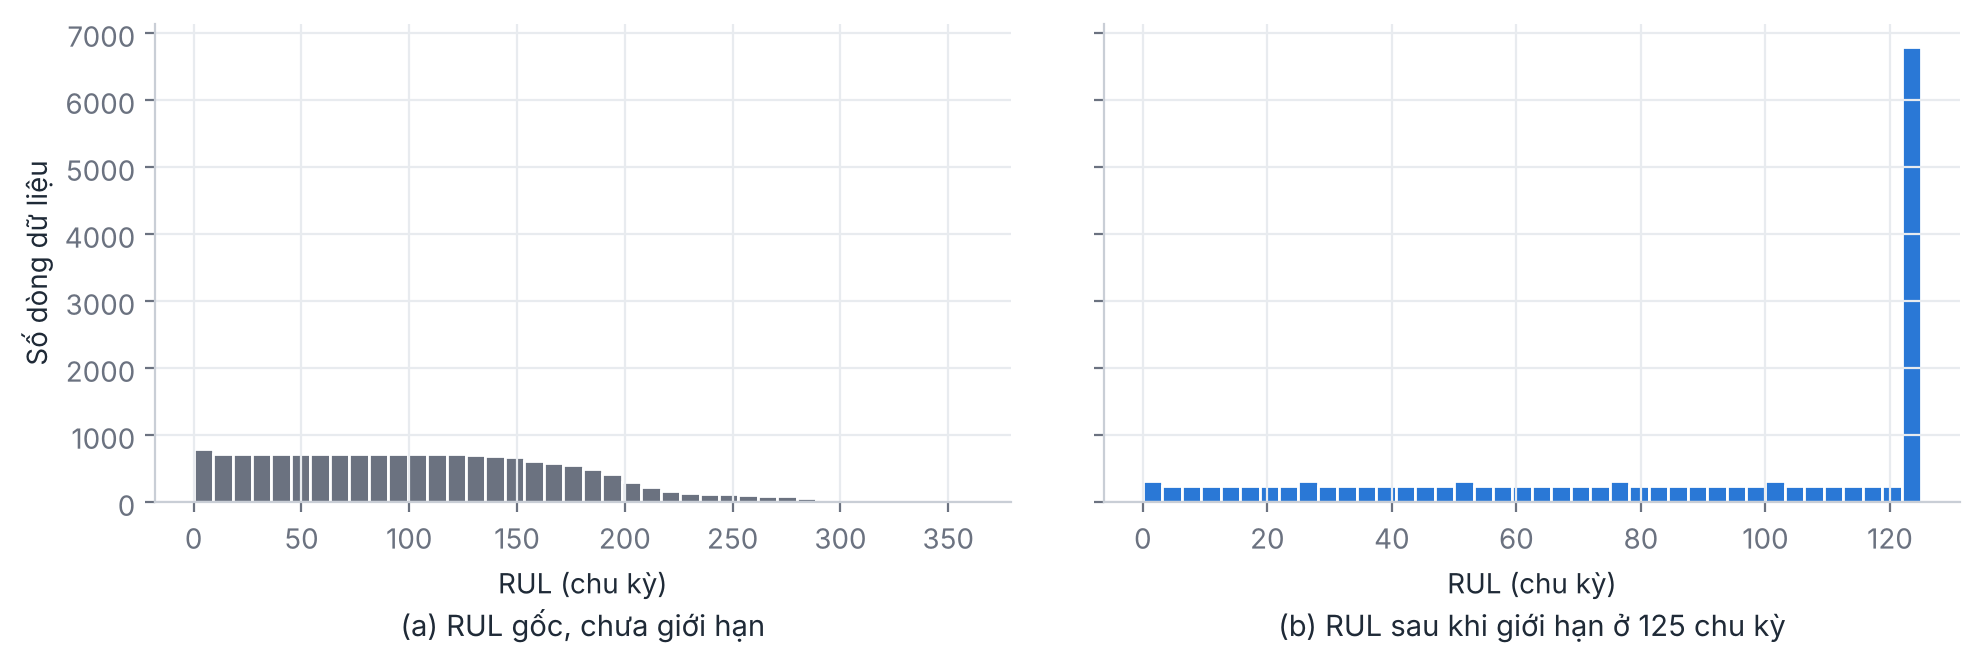 Số dòng dữ liệu
7000
6000
5000
4000
3000
2000
1000
0
0 50 100 150 200 250 300 350
RUL (chu kỳ)
(a) RUL gốc, chưa giới hạn
0 20 40 60 80 100 120
RUL (chu kỳ)
(b) RUL sau khi giới hạn ở 125 chu kỳ